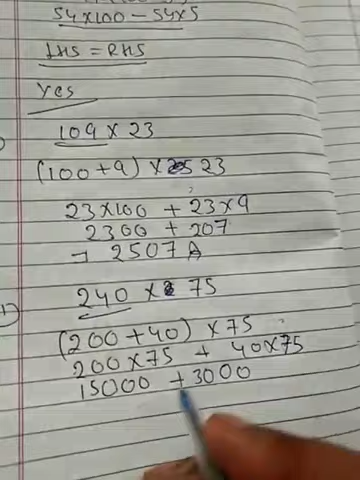 54x100 - 54x5
LHS = RHS
Yes
109 x 23
(100+9) x 23
23x100 + 23x9
2300 + 207
→ 2507 A
240 x 75
(200+40) x 75
200x75 + 40x75
15000 + 3000